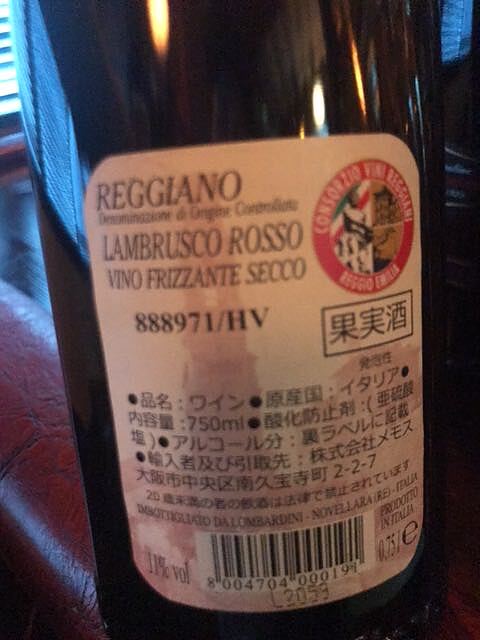 REGGIANO
Denominazione di Origine Controllata
LAMBRUSCO ROSSO
VINO FRIZZANTE SECCO
CONSORZIO VINI REGGIANI
REGGIO EMILIA
888971/HV
果実酒
発泡性
●品名:ワイン●原産国:イタリア●
内容量:750ml●酸化防止剤:(亜硫酸
塩)●アルコール分:裏ラベルに記載
●輸入者及び引取先:株式会社メモス
大阪市中央区南久宝寺町 2-2-7
20歳未満の者の飲酒は法律で禁止されています
IMBOTTIGLIATO DA LOMBARDINI - NOVELLARA (RE) - ITALIA
PRODOTTO
IN ITALIA
11% vol
0,75 l e
8 004704 000191